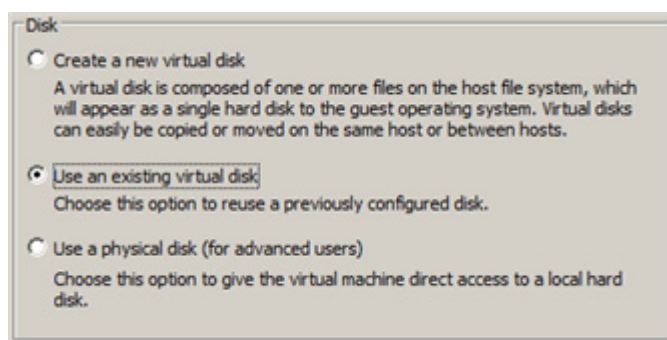 Disk
Create a new virtual disk
A virtual disk is composed of one or more files on the host file system, which
will appear as a single hard disk to the guest operating system. Virtual disks
can easily be copied or moved on the same host or between hosts.
Use an existing virtual disk
Choose this option to reuse a previously configured disk.
Use a physical disk (for advanced users)
Choose this option to give the virtual machine direct access to a local hard
disk.